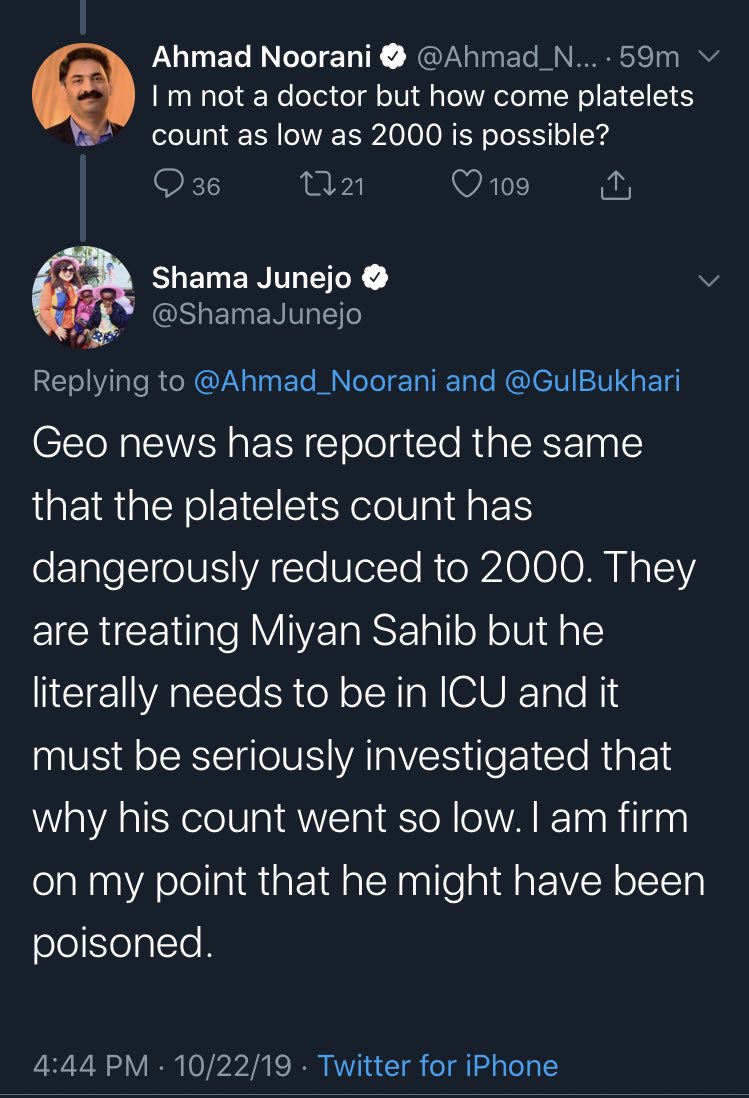 Ahmad Noorani @Ahmad_N... · 59m
I m not a doctor but how come platelets
count as low as 2000 is possible?
36 21 109
Shama Junejo
@ShamaJunejo
Replying to @Ahmad_Noorani and @GulBukhari
Geo news has reported the same
that the platelets count has
dangerously reduced to 2000. They
are treating Miyan Sahib but he
literally needs to be in ICU and it
must be seriously investigated that
why his count went so low. I am firm
on my point that he might have been
poisoned.
4:44 PM · 10/22/19 · Twitter for iPhone